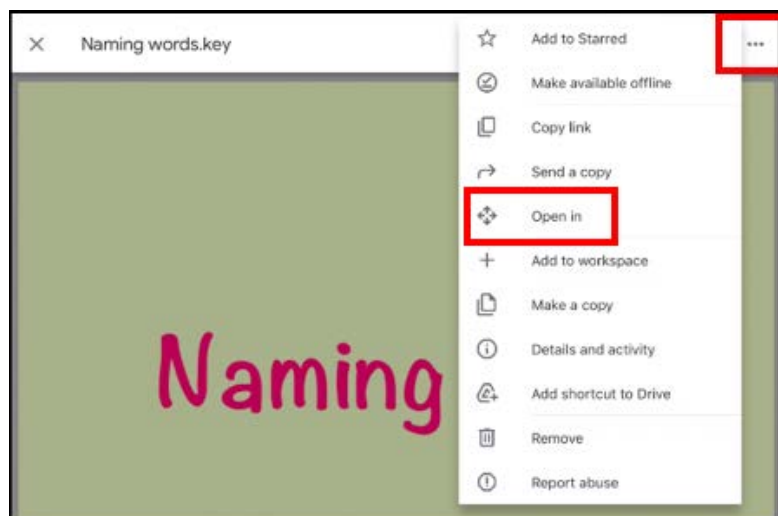 Naming words.key
Add to Starred
Make available offline
Copy link
Send a copy
Open in
Add to workspace
Make a copy
Details and activity
Add shortcut to Drive
Remove
Report abuse
Naming